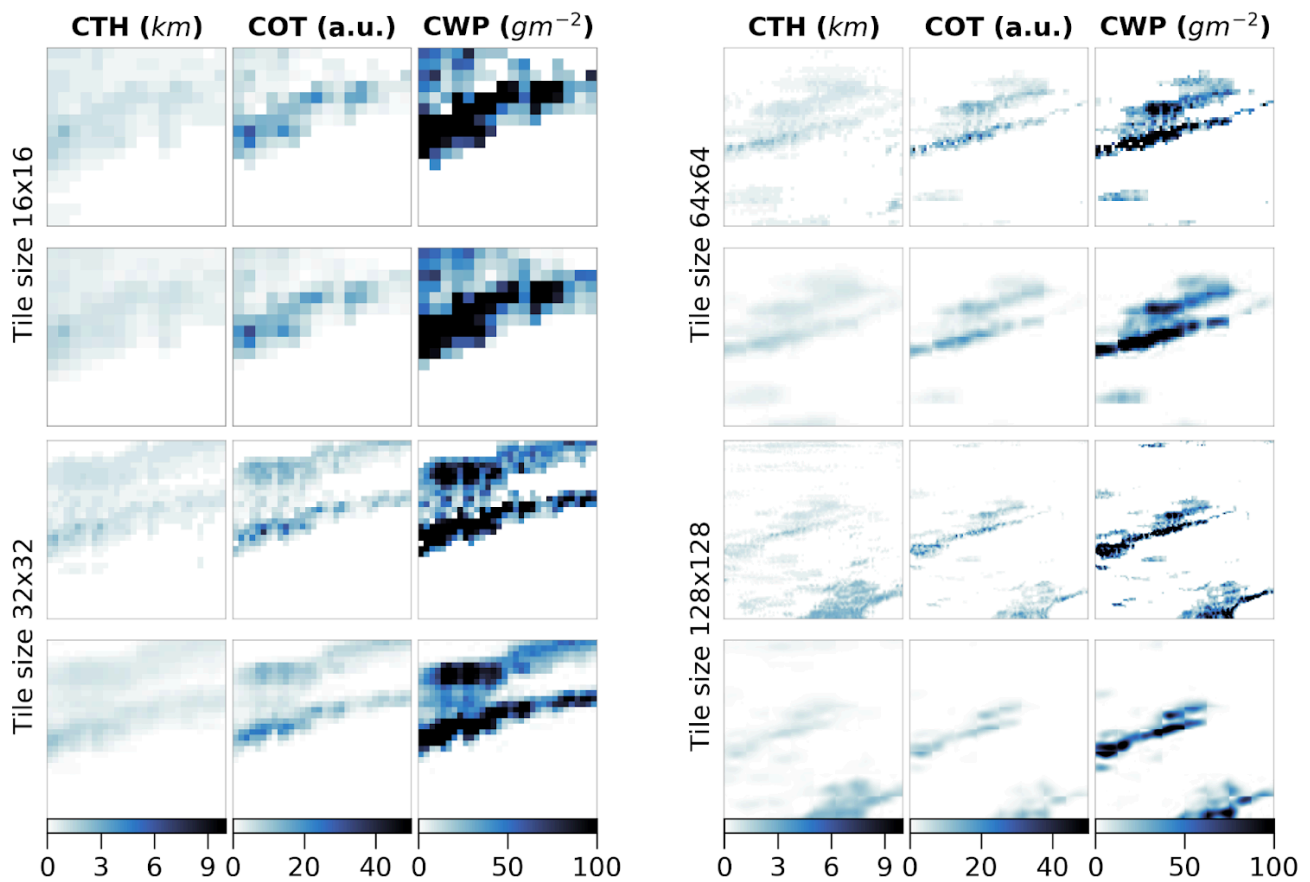 CTH (km) COT (a.u.) CWP (gm⁻²)
Tile size 16x16
Tile size 32x32
0 3 6 9 0 20 40 0 50 100
CTH (km) COT (a.u.) CWP (gm⁻²)
Tile size 64x64
Tile size 128x128
0 3 6 9 0 20 40 0 50 100